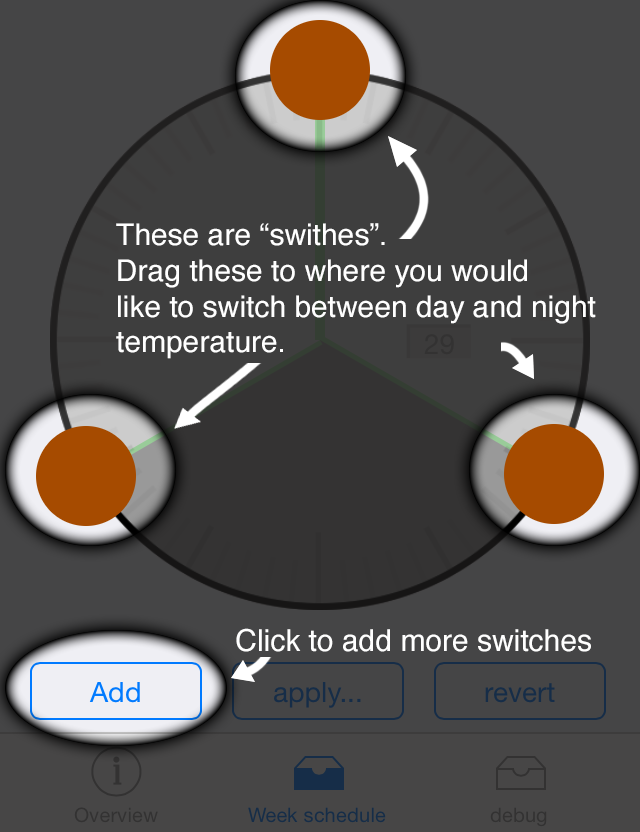 These are “swithes”.
Drag these to where you would
like to switch between day and night
temperature.
29
Click to add more switches
Add
apply...
revert
Overview
Week schedule
debug